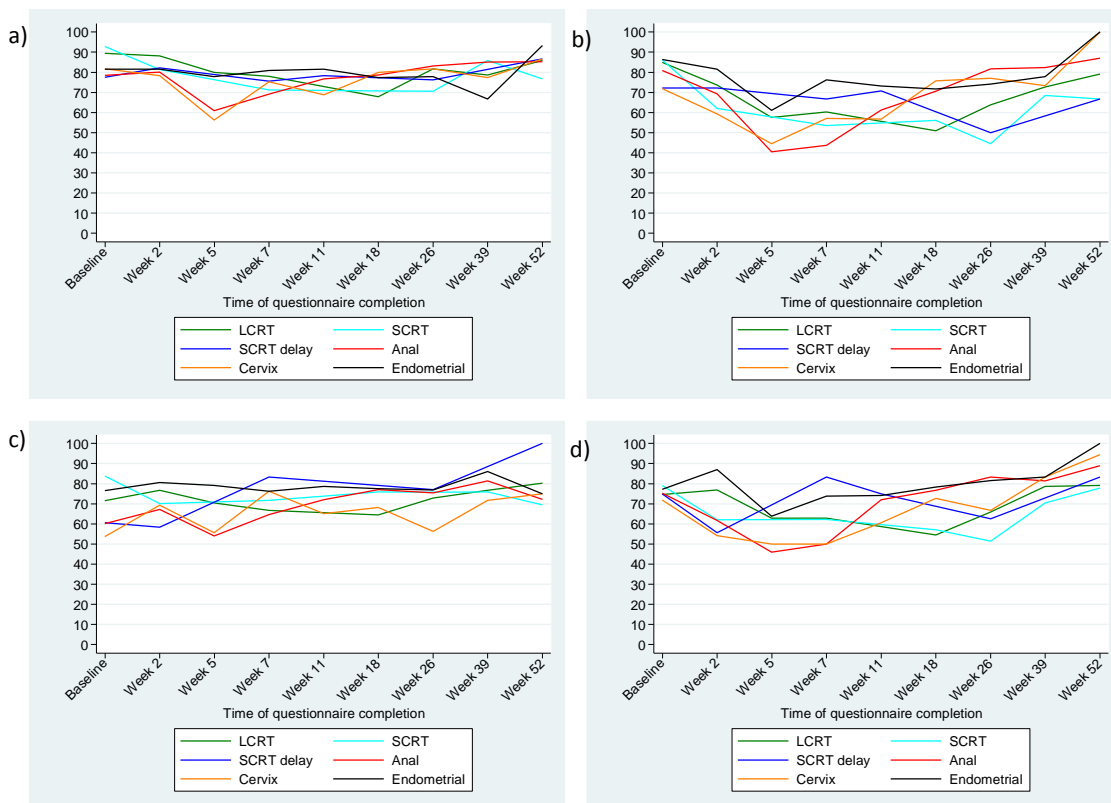 a)
100
90
80
70
60
50
40
30
20
10
0
Baseline
Week 2
Week 5
Week 7
Week 11
Week 18
Week 26
Week 39
Week 52
Time of questionnaire completion
LCRT SCRT
SCRT delay Anal
Cervix Endometrial
b)
100
90
80
70
60
50
40
30
20
10
0
Baseline
Week 2
Week 5
Week 7
Week 11
Week 18
Week 26
Week 39
Week 52
Time of questionnaire completion
LCRT SCRT
SCRT delay Anal
Cervix Endometrial
c)
100
90
80
70
60
50
40
30
20
10
0
Baseline
Week 2
Week 5
Week 7
Week 11
Week 18
Week 26
Week 39
Week 52
Time of questionnaire completion
LCRT SCRT
SCRT delay Anal
Cervix Endometrial
d)
100
90
80
70
60
50
40
30
20
10
0
Baseline
Week 2
Week 5
Week 7
Week 11
Week 18
Week 26
Week 39
Week 52
Time of questionnaire completion
LCRT SCRT
SCRT delay Anal
Cervix Endometrial